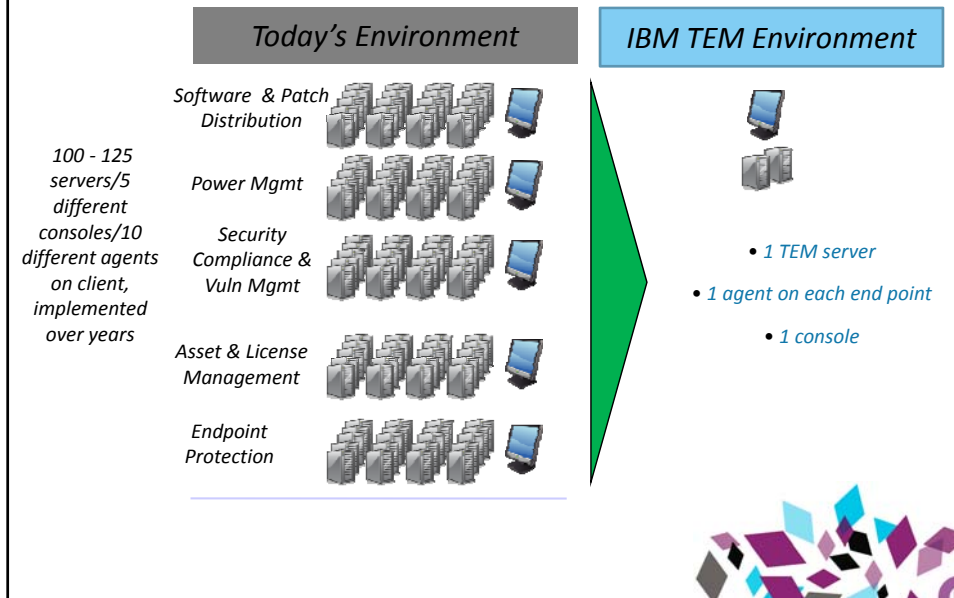 Today's Environment
IBM TEM Environment
100 - 125
servers/5
different
consoles/10
different agents
on client,
implemented
over years
Software & Patch
Distribution
Power Mgmt
Security
Compliance &
Vuln Mgmt
Asset & License
Management
Endpoint
Protection
• 1 TEM server
• 1 agent on each end point
• 1 console